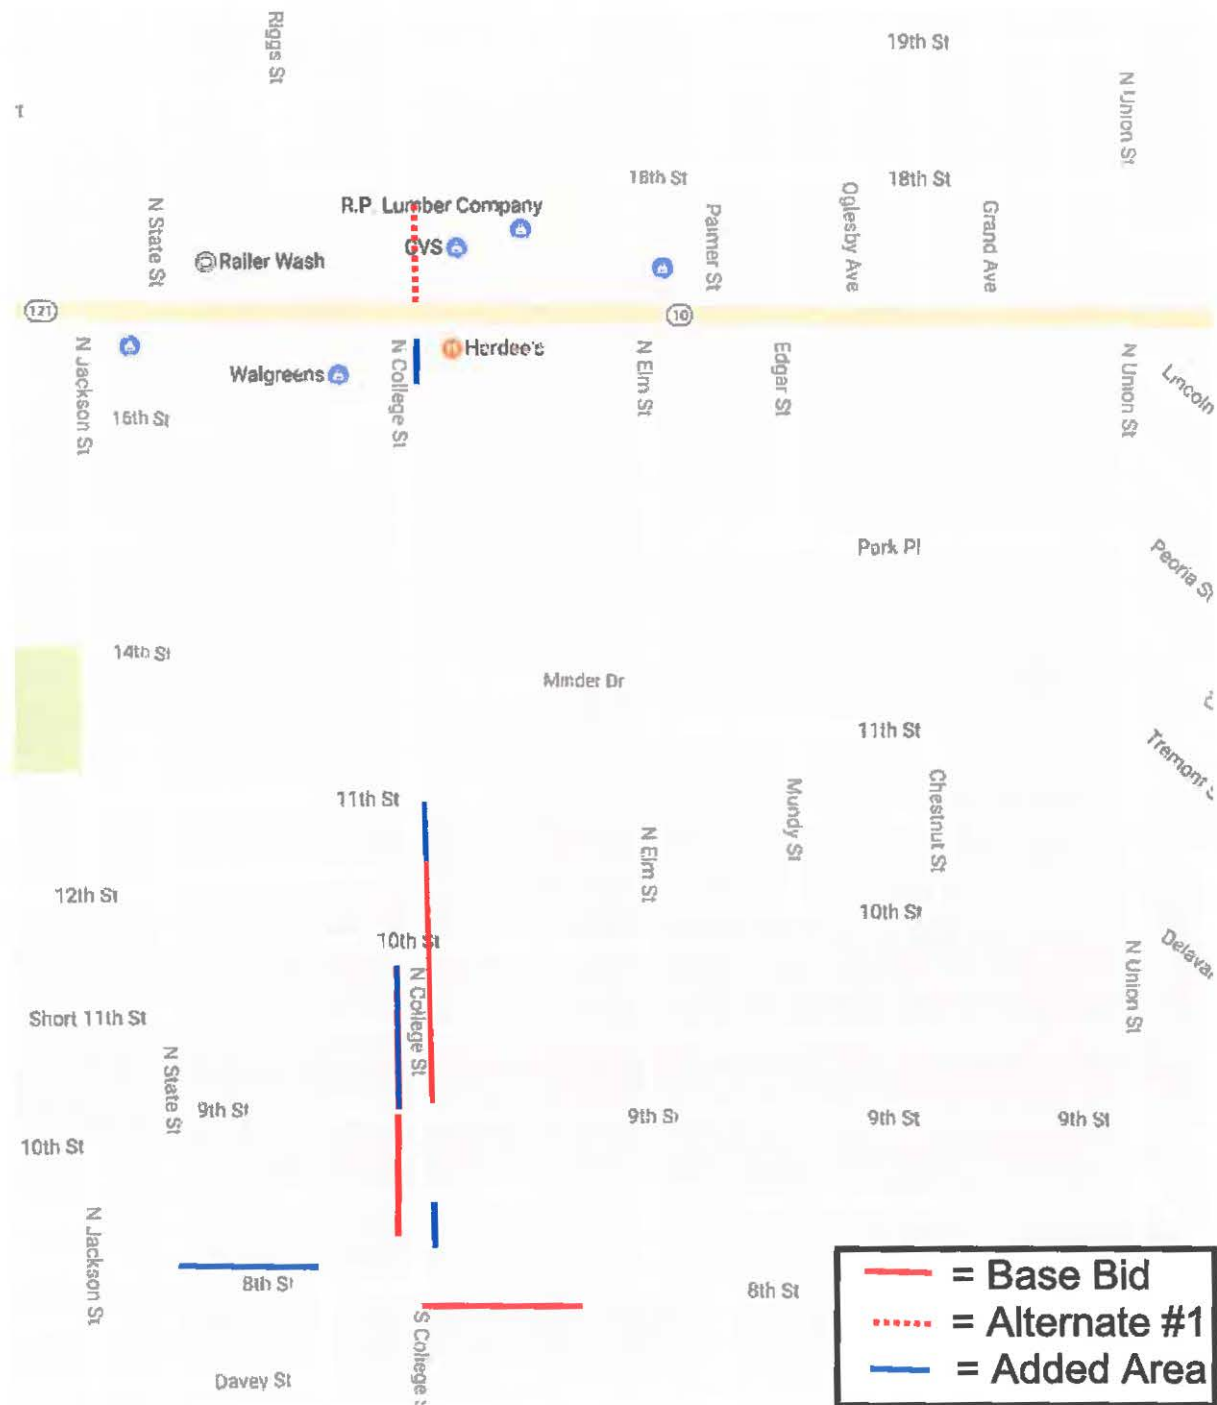 Riggs St
19th St
N Union St
18th St
18th St
N State St
R.P. Lumber Company
Palmer St
Oglesby Ave
Grand Ave
CVS
Railer Wash
121
10
N Jackson St
Walgreens
N College St
Hardee's
N Elm St
Edgar St
N Union St
Lincoln
15th St
Park Pl
Peoria St
14th St
Minder Dr
11th St
Tremont S
11th St
Mundy St
Chestnut St
N Elm St
12th St
10th St
10th St
N College St
N Union St
Delavan
Short 11th St
N State St
9th St
9th St
9th St
9th St
10th St
N Jackson St
8th St
8th St
S College S
Davey St
= Base Bid
= Alternate #1
= Added Area